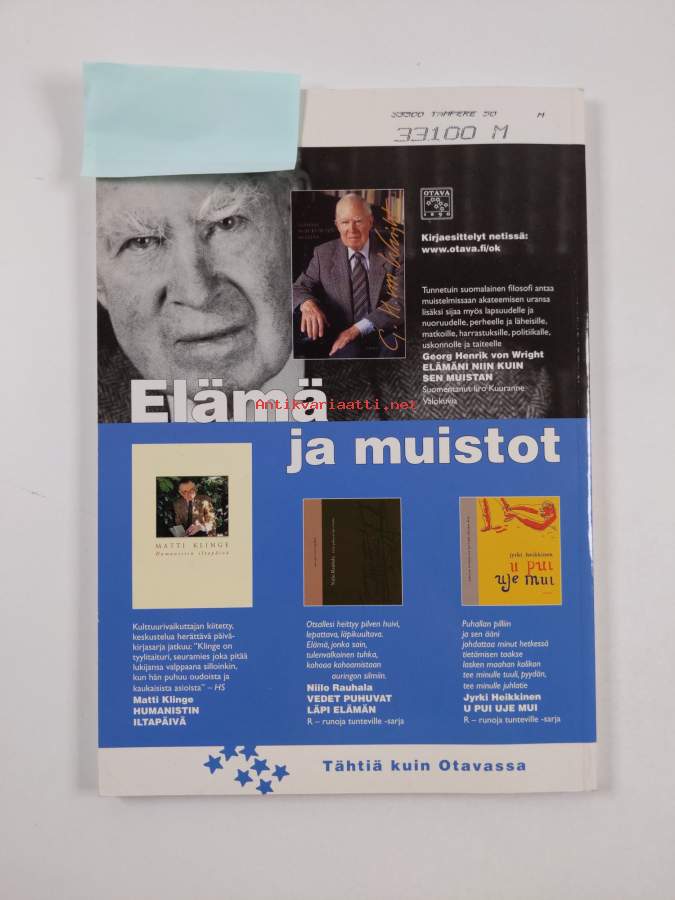 33500 TAMPERE 50 M
33100 M
OTAVA
1890
Kirjaesittelyt netissä:
www.otava.fi/ok
Tunnetuin suomalainen filosofi antaa
muistelmissaan akateemisen uransa
lisäksi sijaa myös lapsuudelle ja
nuoruudelle, perheelle ja läheisille,
matkoille, harrastuksille, politiikalle,
uskonnolle ja taiteelle
Georg Henrik von Wright
ELÄMÄNI NIIN KUIN
SEN MUISTAN
Suomentanut Iiro Kuuranne
Valokuvia
Elämä
ja muistot
Antikvariaatti.net
MATTI KLINGE
Humanistin iltapäivä
Niilo Rauhala
jyrki heikkinen
u pui
uje mui
Kulttuurivaikuttajan kiitetty,
keskustelua herättävä päivä-
kirjasarja jatkuu: "Klinge on
tyylitaituri, seuramies joka pitää
lukijansa valppaana silloinkin,
kun hän puhuu oudoista ja
kaukaisista asioista" – HS
Matti Klinge
HUMANISTIN
ILTAPÄIVÄ
Otsallesi heittyy pilven huivi,
lepattava, läpikuultava.
Elämä, jonka sain,
tulenvalkoinen tuhka,
kohoaa kohoamistaan
auringon silmiin.
Niilo Rauhala
VEDET PUHUVAT
LÄPI ELÄMÄN
R – runoja tunteville -sarja
Puhallan pilliin
ja sen ääni
johdattaa minut hetkessä
tietämisen taakse
lasken maahan kalikan
tee minulle tuuli, pyydän,
tee minulle juhlatie
Jyrki Heikkinen
U PUI UJE MUI
R – runoja tunteville -sarja
Tähtiä kuin Otavassa